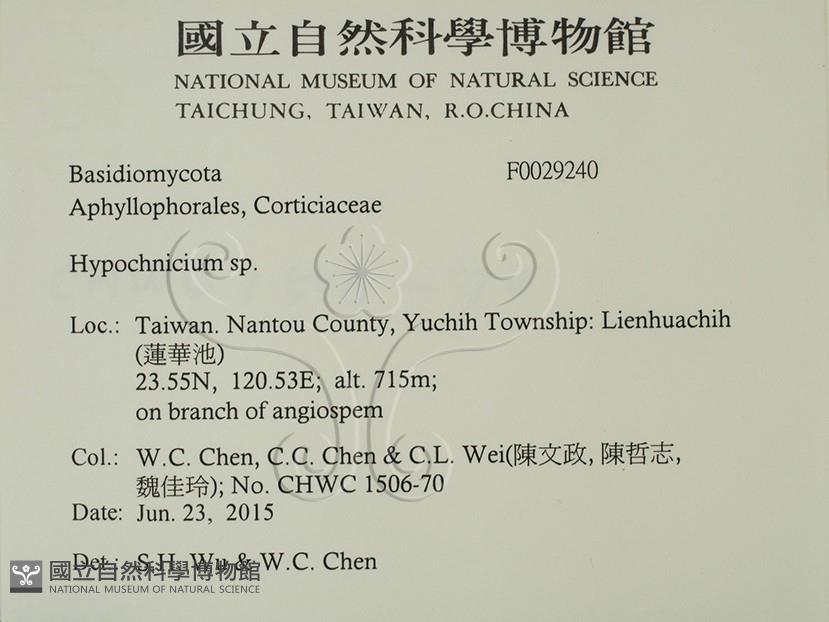 國立自然科學博物館
NATIONAL MUSEUM OF NATURAL SCIENCE
TAICHUNG, TAIWAN, R.O.CHINA
Basidiomycota F0029240
Aphyllophorales, Corticiaceae
Hypochnicium sp.
Loc.: Taiwan. Nantou County, Yuchih Township: Lienhuachih
(蓮華池)
23.55N, 120.53E; alt. 715m;
on branch of angiospem
Col.: W.C. Chen, C.C. Chen & C.L. Wei(陳文政, 陳哲志,
魏佳玲); No. CHWC 1506-70
Date: Jun. 23, 2015
Det.: S.H. Wu & W.C. Chen
國立自然科學博物館
NATIONAL MUSEUM OF NATURAL SCIENCE